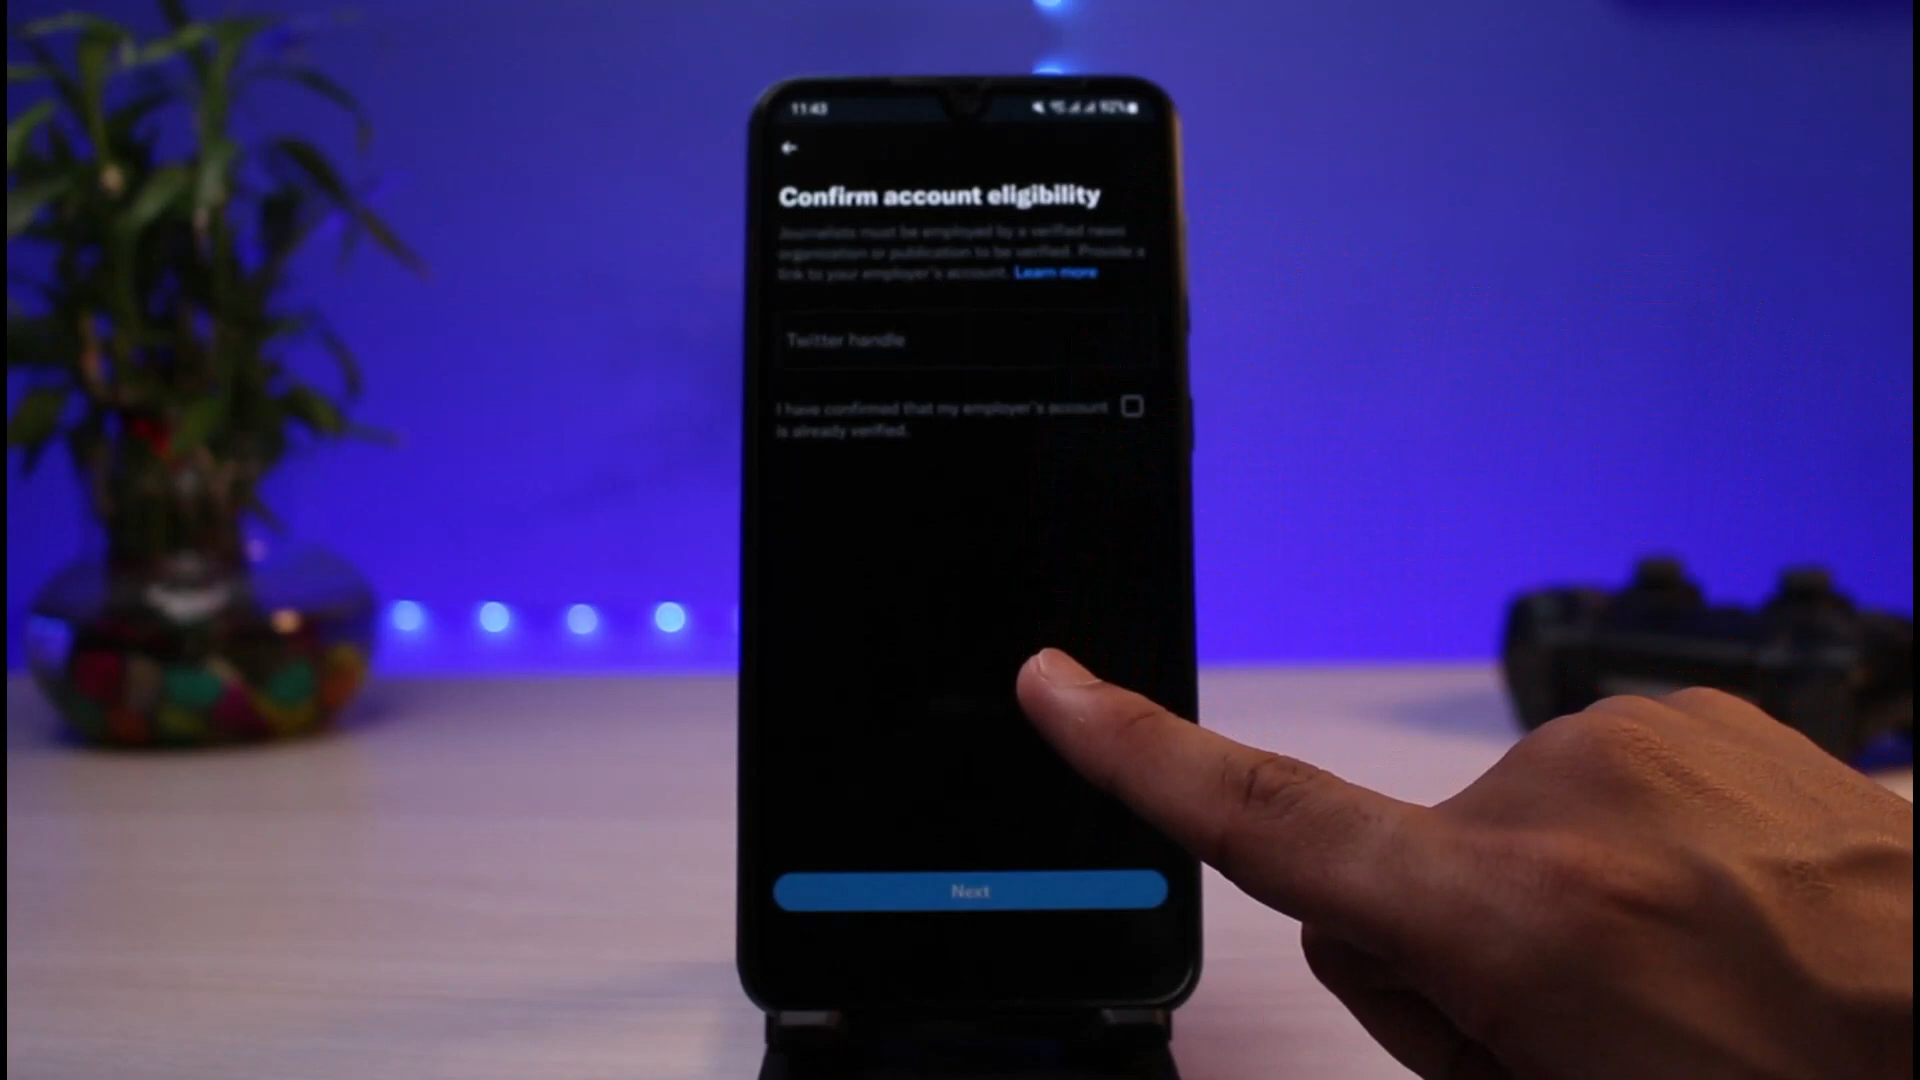 11:43
92%
Confirm account eligibility
Journalists must be employed by a verified news
organization or publication to be verified. Provide a
link to your employer's account. Learn more
Twitter handle
I have confirmed that my employer's account
is already verified.
Next